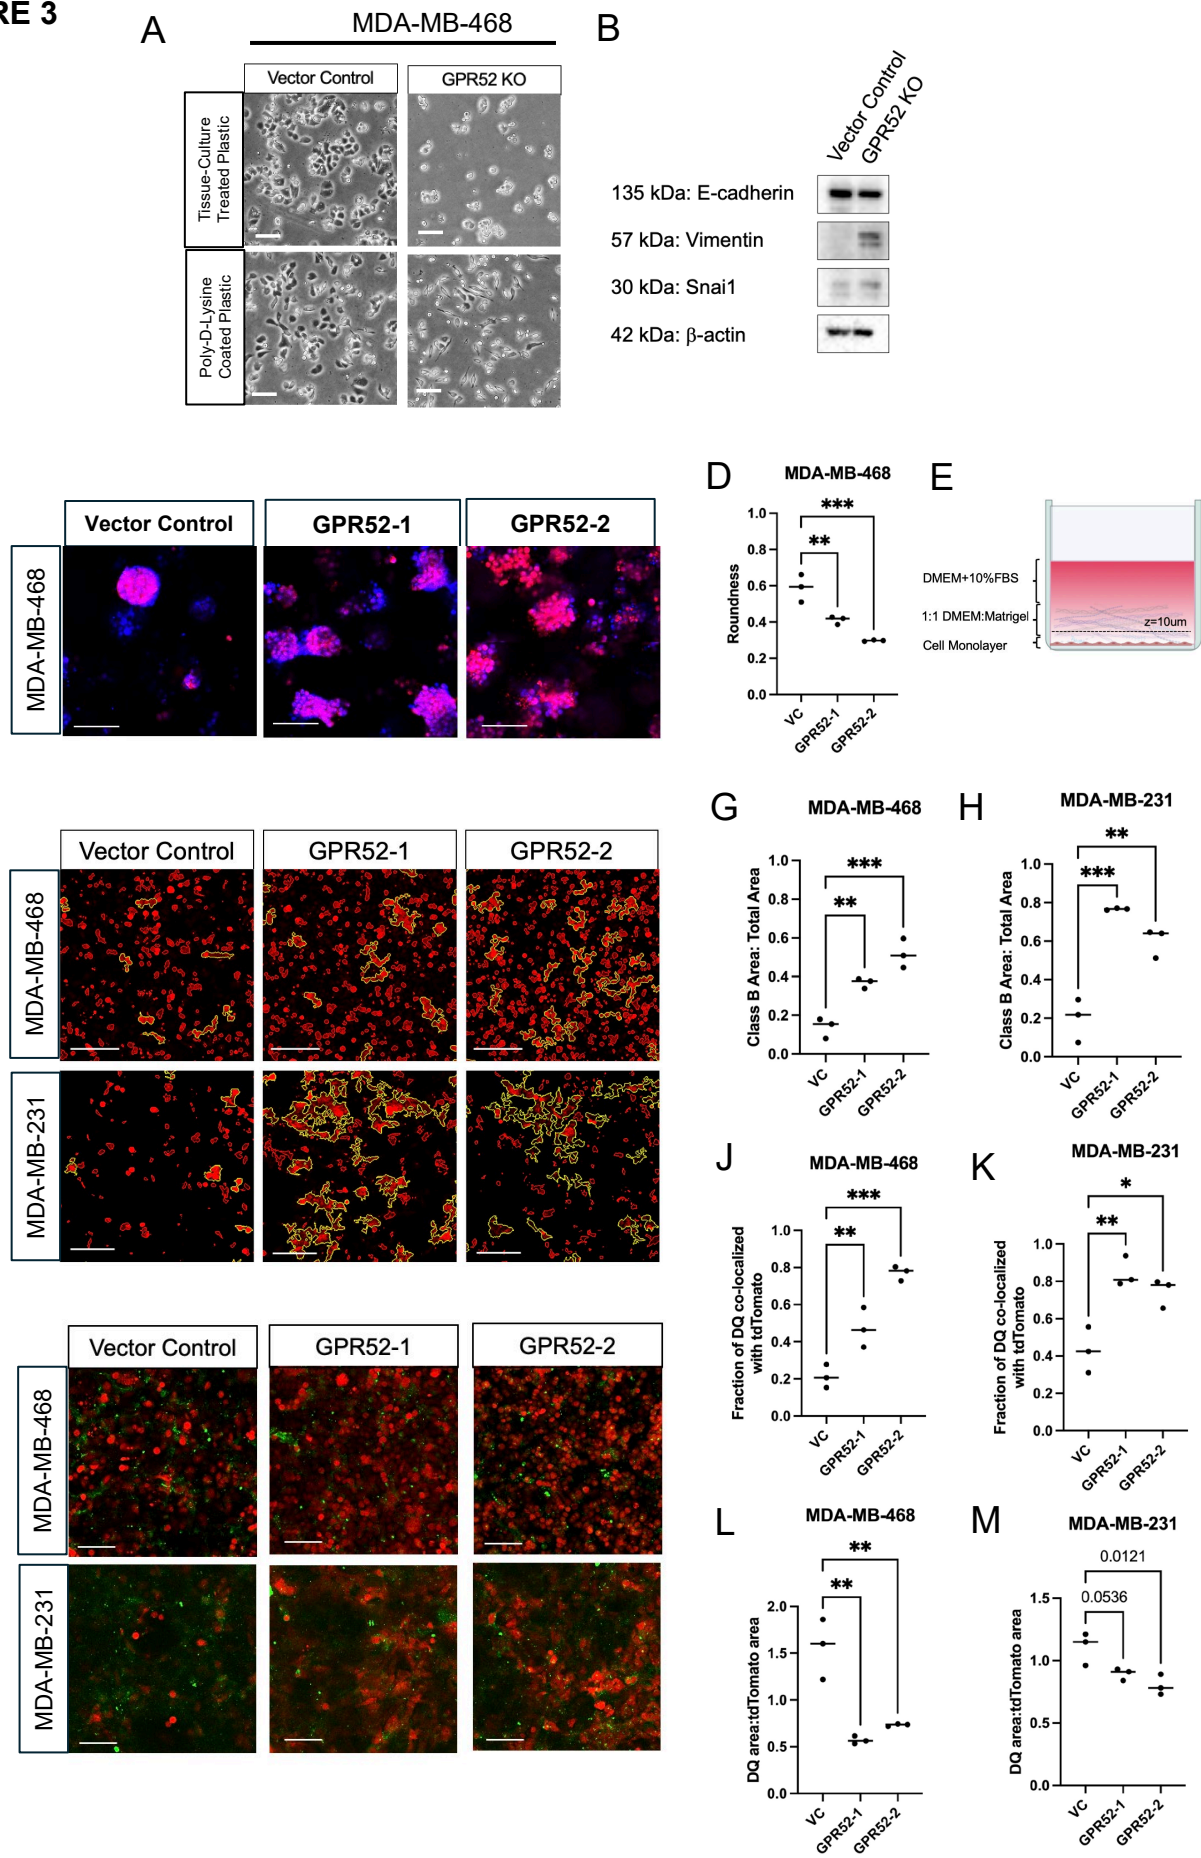 RE 3
A
MDA-MB-468
B
Vector Control
GPR52 KO
Tissue-Culture
Treated Plastic
Poly-D-Lysine
Coated Plastic
Vector Control
GPR52 KO
135 kDa: E-cadherin
57 kDa: Vimentin
30 kDa: Snai1
42 kDa: β-actin
Vector Control
GPR52-1
GPR52-2
MDA-MB-468
D
MDA-MB-468
***
**
Roundness
1.0
0.8
0.6
0.4
0.2
0.0
VC
GPR52-1
GPR52-2
E
DMEM+10%FBS
1:1 DMEM:Matrigel
z=10um
Cell Monolayer
Vector Control
GPR52-1
GPR52-2
MDA-MB-468
MDA-MB-231
G
MDA-MB-468
***
**
Class B Area: Total Area
1.0
0.8
0.6
0.4
0.2
0.0
VC
GPR52-1
GPR52-2
H
MDA-MB-231
**
***
Class B Area: Total Area
1.0
0.8
0.6
0.4
0.2
0.0
VC
GPR52-1
GPR52-2
J
MDA-MB-468
***
**
Fraction of DQ co-localized
with tdTomato
1.0
0.8
0.6
0.4
0.2
0.0
VC
GPR52-1
GPR52-2
K
MDA-MB-231
*
**
Fraction of DQ co-localized
with tdTomato
1.0
0.8
0.6
0.4
0.2
0.0
VC
GPR52-1
GPR52-2
Vector Control
GPR52-1
GPR52-2
MDA-MB-468
MDA-MB-231
L
MDA-MB-468
**
**
DQ area:tdTomato area
2.0
1.5
1.0
0.5
0.0
VC
GPR52-1
GPR52-2
M
MDA-MB-231
0.0121
0.0536
DQ area:tdTomato area
1.5
1.0
0.5
0.0
VC
GPR52-1
GPR52-2